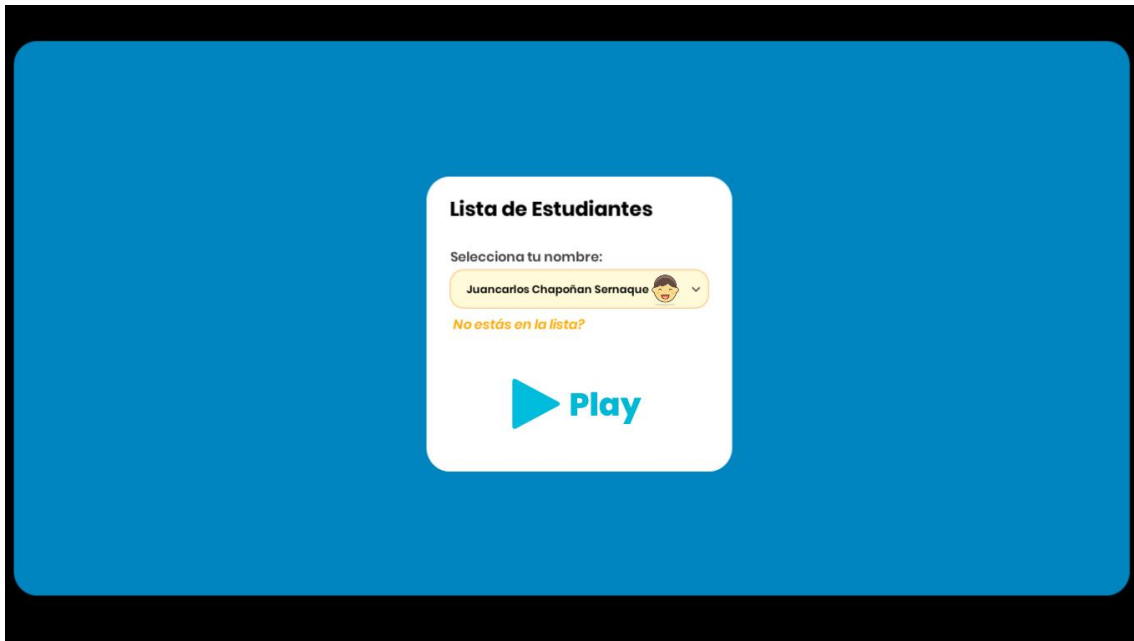 Lista de Estudiantes
Selecciona tu nombre:
Juancarlos Chapoñan Sernaque
No estás en la lista?
Play